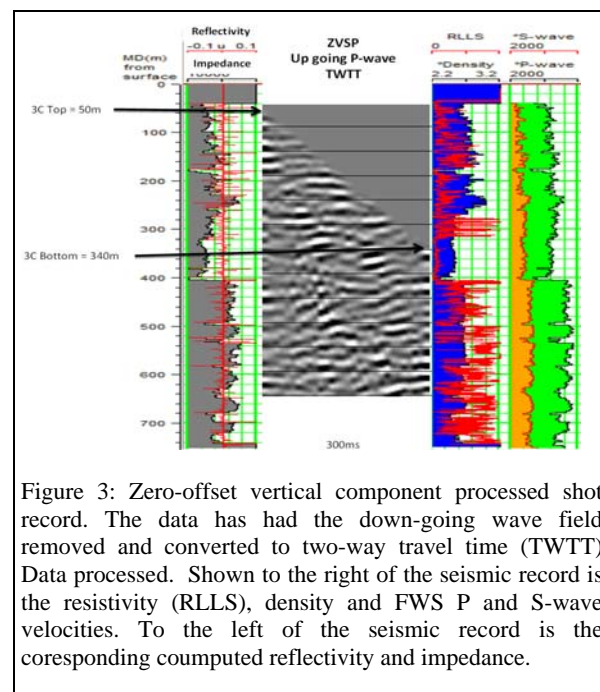 Reflectivity
-0.1 u 0.1
Impedance
MD(m)
from
surface
ZVSP
Up going P-wave
TWTT
RLLS
0
*Density
2.2 3.2
*S-wave
2000
*P-wave
2000
0
3C Top = 50m
100
200
300
3C Bottom = 340m
400
500
600
700
300ms
Figure 3: Zero-offset vertical component processed shot
record. The data has had the down-going wave field
removed and converted to two-way travel time (TWTT)
Data processed. Shown to the right of the seismic record is
the resistivity (RLLS), density and FWS P and S-wave
velocities. To the left of the seismic record is the
coresponding coumputed reflectivity and impedance.